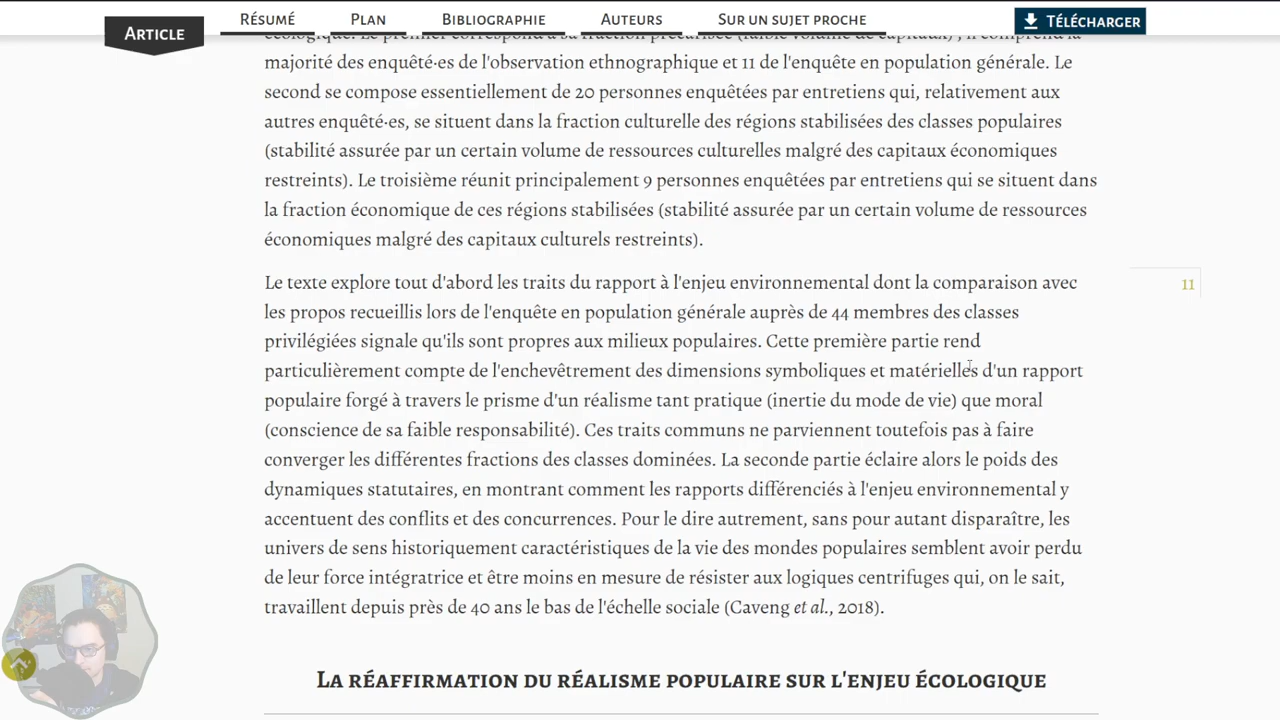 ARTICLE
RÉSUMÉ
PLAN
BIBLIOGRAPHIE
AUTEURS
SUR UN SUJET PROCHE
TÉLÉCHARGER
écologique. Le premier correspond à sa fraction précarisée (faible volume de capitaux) ; il comprend la
majorité des enquêté·es de l'observation ethnographique et 11 de l'enquête en population générale. Le
second se compose essentiellement de 20 personnes enquêtées par entretiens qui, relativement aux
autres enquêté·es, se situent dans la fraction culturelle des régions stabilisées des classes populaires
(stabilité assurée par un certain volume de ressources culturelles malgré des capitaux économiques
restreints). Le troisième réunit principalement 9 personnes enquêtées par entretiens qui se situent dans
la fraction économique de ces régions stabilisées (stabilité assurée par un certain volume de ressources
économiques malgré des capitaux culturels restreints).
Le texte explore tout d'abord les traits du rapport à l'enjeu environnemental dont la comparaison avec
11
les propos recueillis lors de l'enquête en population générale auprès de 44 membres des classes
privilégiées signale qu'ils sont propres aux milieux populaires. Cette première partie rend
particulièrement compte de l'enchevêtrement des dimensions symboliques et matérielles d'un rapport
populaire forgé à travers le prisme d'un réalisme tant pratique (inertie du mode de vie) que moral
(conscience de sa faible responsabilité). Ces traits communs ne parviennent toutefois pas à faire
converger les différentes fractions des classes dominées. La seconde partie éclaire alors le poids des
dynamiques statutaires, en montrant comment les rapports différenciés à l'enjeu environnemental y
accentuent des conflits et des concurrences. Pour le dire autrement, sans pour autant disparaître, les
univers de sens historiquement caractéristiques de la vie des mondes populaires semblent avoir perdu
de leur force intégratrice et être moins en mesure de résister aux logiques centrifuges qui, on le sait,
travaillent depuis près de 40 ans le bas de l'échelle sociale (Caveng et al., 2018).
LA RÉAFFIRMATION DU RÉALISME POPULAIRE SUR L'ENJEU ÉCOLOGIQUE